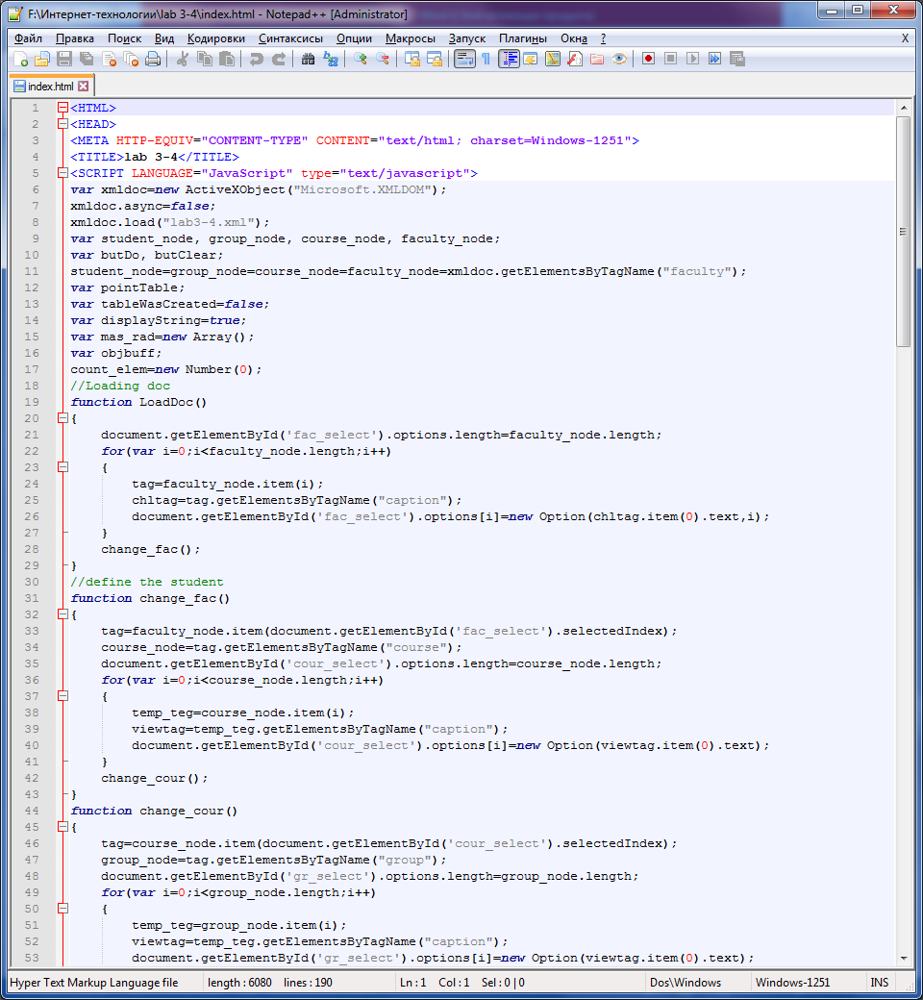 F:\Интернет-технологии\lab 3-4\index.html - Notepad++ [Administrator]
Файл Правка Поиск Вид Кодировки Синтаксисы Опции Макросы Запуск Плагины Окна ? X
index.html
1 <HTML>
2 <HEAD>
3 <META HTTP-EQUIV="CONTENT-TYPE" CONTENT="text/html; charset=Windows-1251">
4 <TITLE>lab 3-4</TITLE>
5 <SCRIPT LANGUAGE="JavaScript" type="text/javascript">
6 var xmldoc=new ActiveXObject("Microsoft.XMLDOM");
7 xmldoc.async=false;
8 xmldoc.load("lab3-4.xml");
9 var student_node, group_node, course_node, faculty_node;
10 var butDo, butClear;
11 student_node=group_node=course_node=faculty_node=xmldoc.getElementsByTagName("faculty");
12 var pointTable;
13 var tableWasCreated=false;
14 var displayString=true;
15 var mas_rad=new Array();
16 var objbuff;
17 count_elem=new Number(0);
18 //Loading doc
19 function LoadDoc()
20 {
21 document.getElementById('fac_select').options.length=faculty_node.length;
22 for(var i=0;i<faculty_node.length;i++)
23 {
24 tag=faculty_node.item(i);
25 chltag=tag.getElementsByTagName("caption");
26 document.getElementById('fac_select').options[i]=new Option(chltag.item(0).text,i);
27 }
28 change_fac();
29 }
30 //define the student
31 function change_fac()
32 {
33 tag=faculty_node.item(document.getElementById('fac_select').selectedIndex);
34 course_node=tag.getElementsByTagName("course");
35 document.getElementById('cour_select').options.length=course_node.length;
36 for(var i=0;i<course_node.length;i++)
37 {
38 temp_teg=course_node.item(i);
39 viewtag=temp_teg.getElementsByTagName("caption");
40 document.getElementById('cour_select').options[i]=new Option(viewtag.item(0).text);
41 }
42 change_cour();
43 }
44 function change_cour()
45 {
46 tag=course_node.item(document.getElementById('cour_select').selectedIndex);
47 group_node=tag.getElementsByTagName("group");
48 document.getElementById('gr_select').options.length=group_node.length;
49 for(var i=0;i<group_node.length;i++)
50 {
51 temp_teg=group_node.item(i);
52 viewtag=temp_teg.getElementsByTagName("caption");
53 document.getElementById('gr_select').options[i]=new Option(viewtag.item(0).text);
Hyper Text Markup Language file length : 6080 lines : 190 Ln : 1 Col : 1 Sel : 0 | 0 Dos\Windows Windows-1251 INS